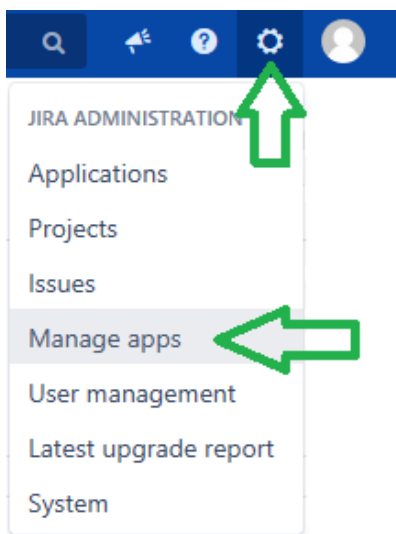 JIRA ADMINISTRATION
Applications
Projects
Issues
Manage apps
User management
Latest upgrade report
System